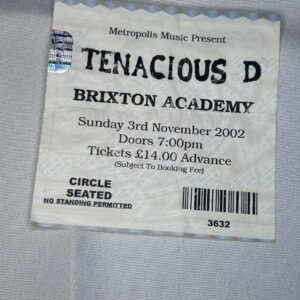 Metropolis Music Present
TENACIOUS D
BRIXTON ACADEMY
Sunday 3rd November 2002
Doors 7:00pm
Tickets £14.00 Advance
(Subject To Booking Fee)
CIRCLE
SEATED
NO STANDING PERMITTED
3632